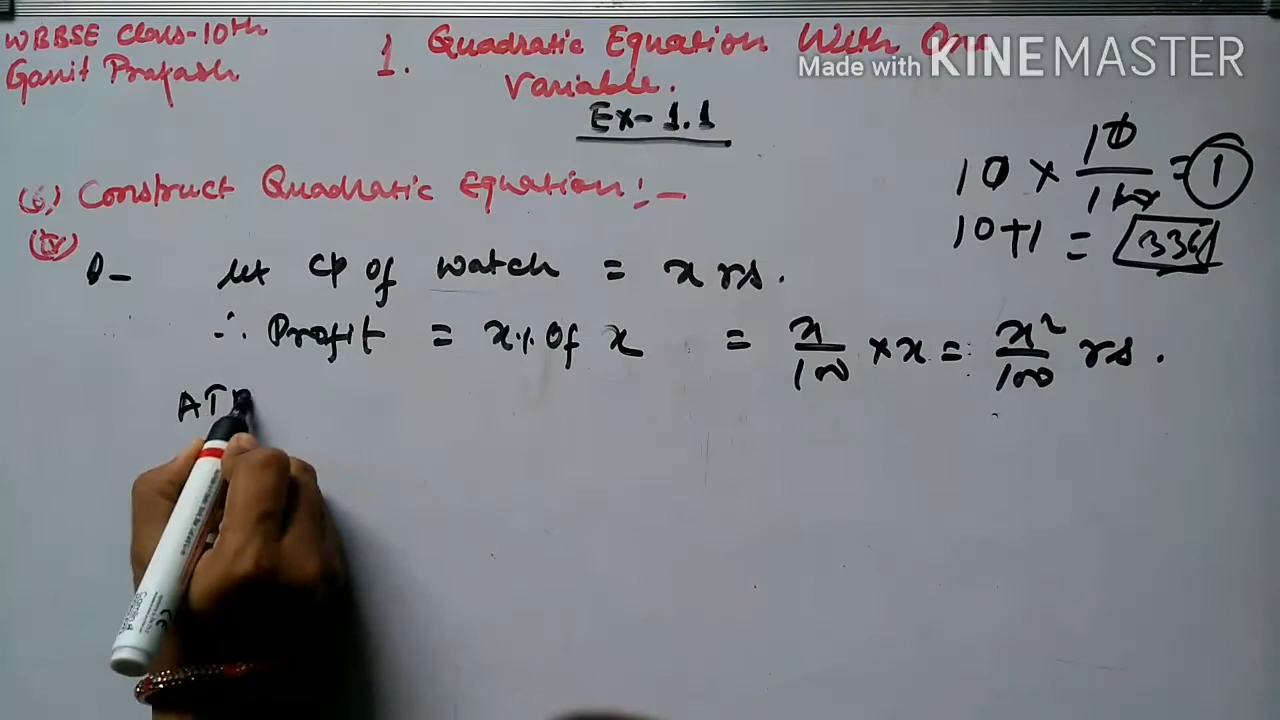 WBBSE Class-10th
Ganit Prakash
1. Quadratic Equation With One
Variable.
Made with KINEMASTER
Ex-1.1
(6) Construct Quadratic Equation:-
(iv)
let CP of watch = x rs.
∴ Profit = x% of x = x/100 × x = x²/100 rs.
10 × 10/100 = 1
10+1 = 336
AT